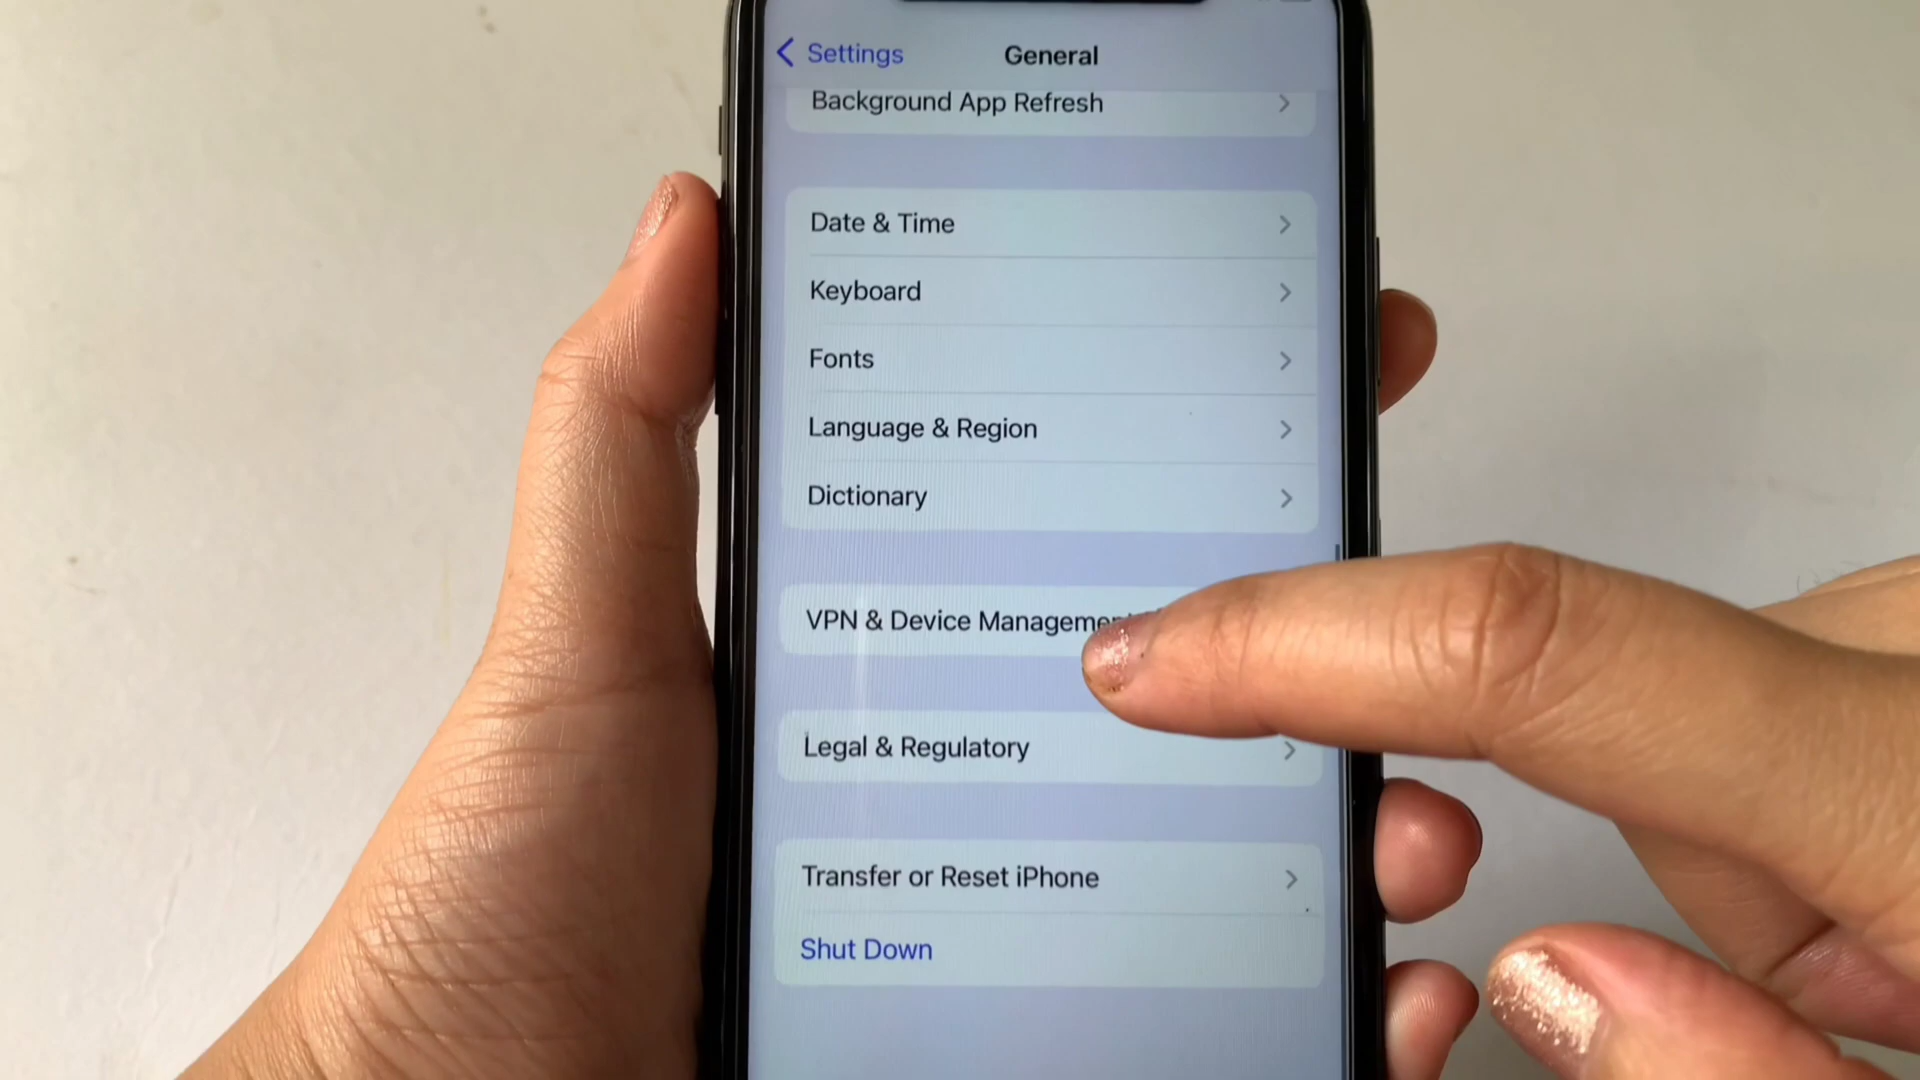 Settings
General
Background App Refresh
Date & Time
Keyboard
Fonts
Language & Region
Dictionary
VPN & Device Management
Legal & Regulatory
Transfer or Reset iPhone
Shut Down